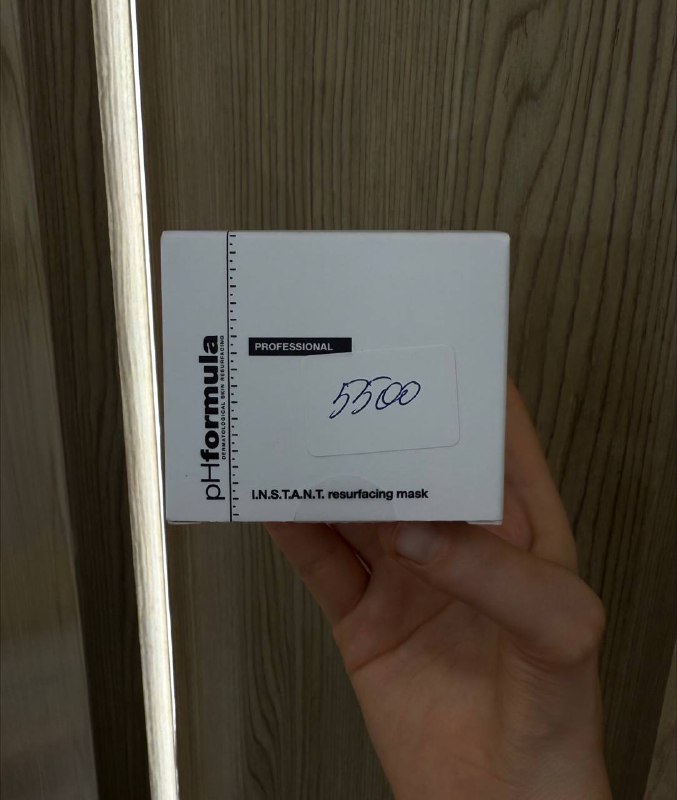 pHformula
DERMATOLOGICAL SKIN RESURFACING
PROFESSIONAL
5500
I.N.S.T.A.N.T. resurfacing mask